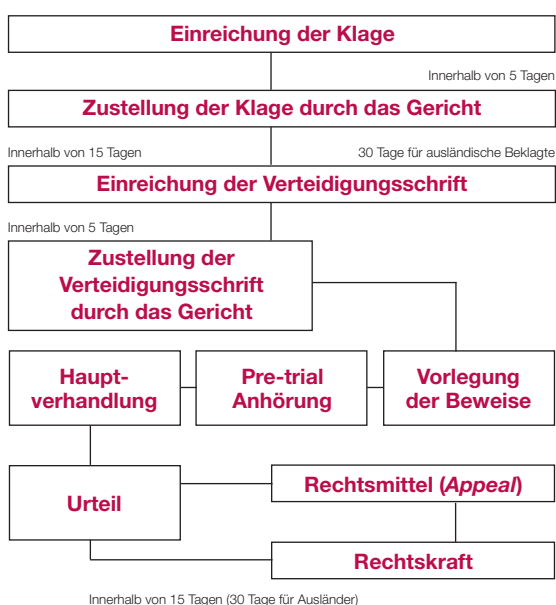 Einreichung der Klage
Innerhalb von 5 Tagen
Zustellung der Klage durch das Gericht
Innerhalb von 15 Tagen
30 Tage für ausländische Beklagte
Einreichung der Verteidigungsschrift
Innerhalb von 5 Tagen
Zustellung der
Verteidigungsschrift
durch das Gericht
Haupt-
verhandlung
Pre-trial
Anhörung
Vorlegung
der Beweise
Urteil
Rechtsmittel (Appeal)
Rechtskraft
Innerhalb von 15 Tagen (30 Tage für Ausländer)